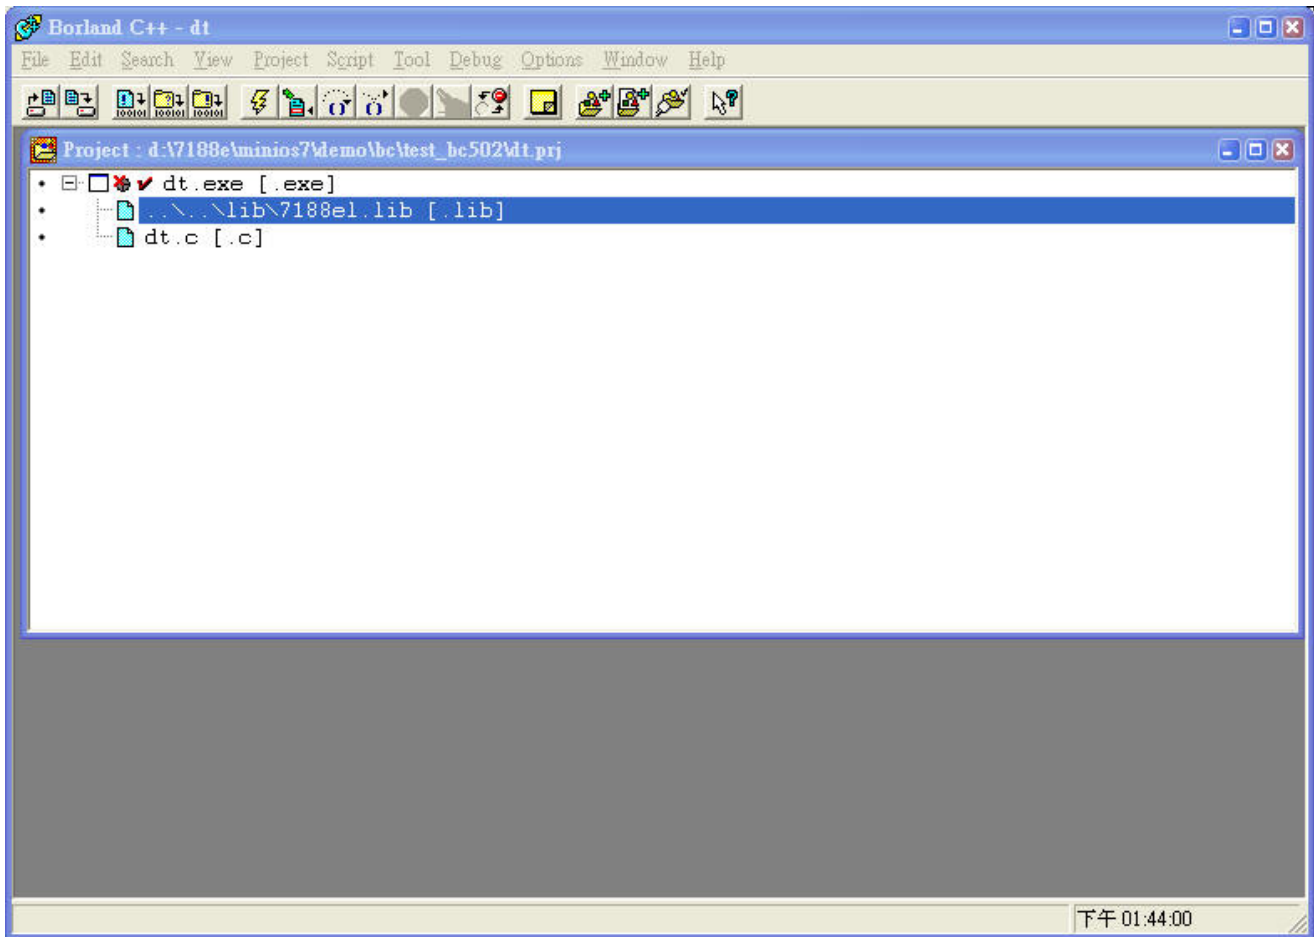 Borland C++ - dt
File Edit Search View Project Script Tool Debug Options Window Help
Project : d:\7188e\minios7\demo\bc\test_bc502\dt.prj
dt.exe [.exe]
..\..\lib\7188el.lib [.lib]
dt.c [.c]
下午 01:44:00